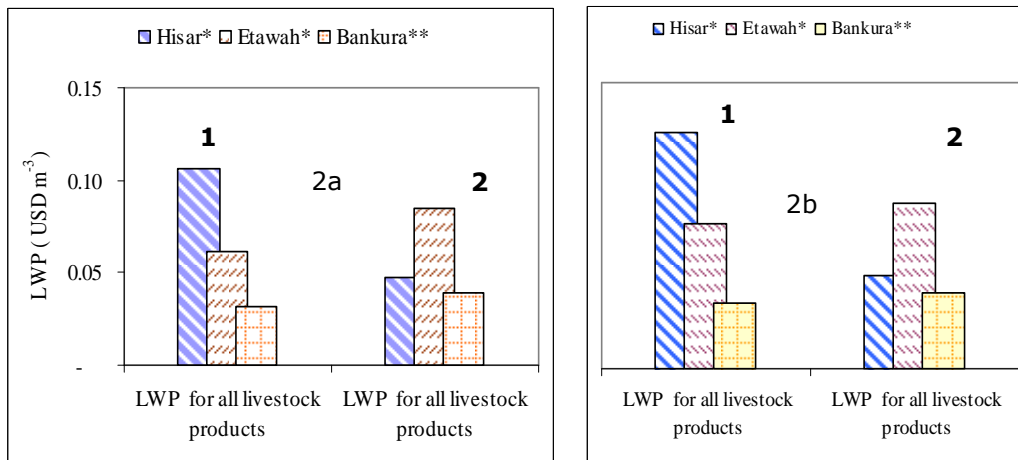 Hisar* Etawah* Bankura**
0.15
0.10
0.05
-
LWP ( USD m-3)
1
2a
2
LWP for all livestock
products
LWP for all livestock
products
Hisar* Etawah* Bankura**
1
2b
2
LWP for all livestock
products
LWP for all livestock
products